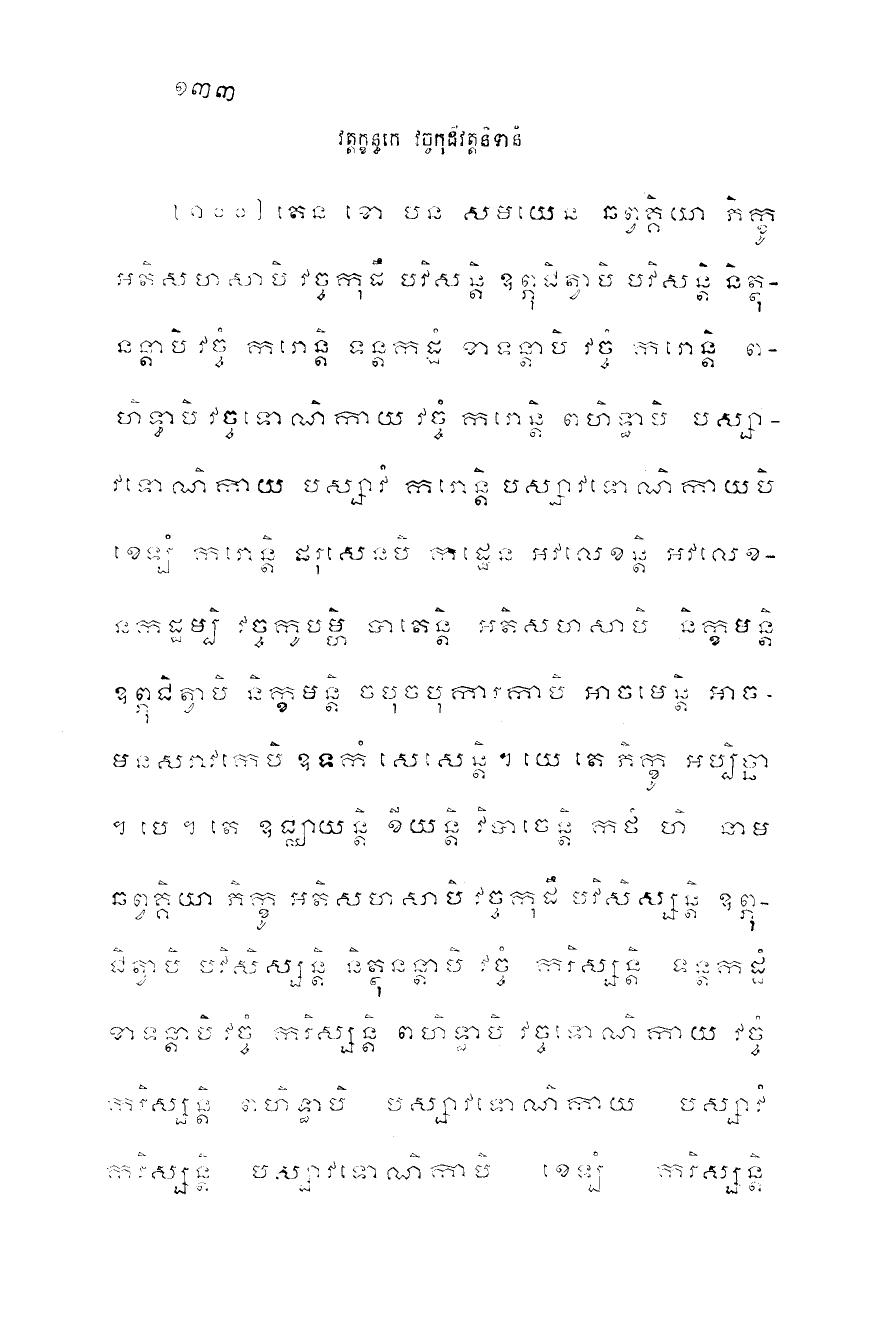 ១៣៣
វត្តក្ខន្ធកេ វច្ចកុដីវត្តនិទានំ
[១០០] តេន ខោ បន សមយេន ឆព្វគ្គិយា ភិក្ខូ
អតិសហសាបិ វច្ចកុដឹ បវិសន្តិ ឧព្ភុជិត្វាបិ បវិសន្តិ និត្ថុ-
នន្តាបិ វច្ចំ ករោន្តិ ទន្តកដ្ឋំ ខាទន្តាបិ វច្ចំ ករោន្តិ ព-
ហិទ្ធាបិ វច្ចទោណិកាយ វច្ចំ ករោន្តិ ពហិទ្ធាបិ បស្សា-
វទោណិកាយ បស្សាវំ ករោន្តិ បស្សាវទោណិកាយបិ
ខេឡំ ករោន្តិ ផរុសេនបិ កដ្ឋេន អវលេខន្តិ អវលេខ-
នកដ្ឋម្បិ វច្ចកូបម្ហិ បាតេន្តិ អតិសហសាបិ និក្ខមន្តិ
ឧព្ភុជិត្វាបិ និក្ខមន្តិ ចបុចបុការកាបិ អាចមេន្តិ អាច-
មនសរាវកេបិ ឧទកំ សេសេន្តិ ។ យេ តេ ភិក្ខូ អប្បិច្ឆា
។ បេ ។ តេ ឧជ្ឈាយន្តិ ខីយន្តិ វិបាចេន្តិ កថំ ហិ នាម
ឆព្វគ្គិយា ភិក្ខូ អតិសហសាបិ វច្ចកុដឹ បវិសិស្សន្តិ ឧព្ភុ-
ជិត្វាបិ បវិសិស្សន្តិ និត្ថុនន្តាបិ វច្ចំ ករិស្សន្តិ ទន្តកដ្ឋំ
ខាទន្តាបិ វច្ចំ ករិស្សន្តិ ពហិទ្ធាបិ វច្ចទោណិកាយ វច្ចំ
ករិស្សន្តិ ពហិទ្ធាបិ បស្សាវទោណិកាយ បស្សាវំ
ករិស្សន្តិ បស្សាវទោណិកាបិ ខេឡំ ករិស្សន្តិ